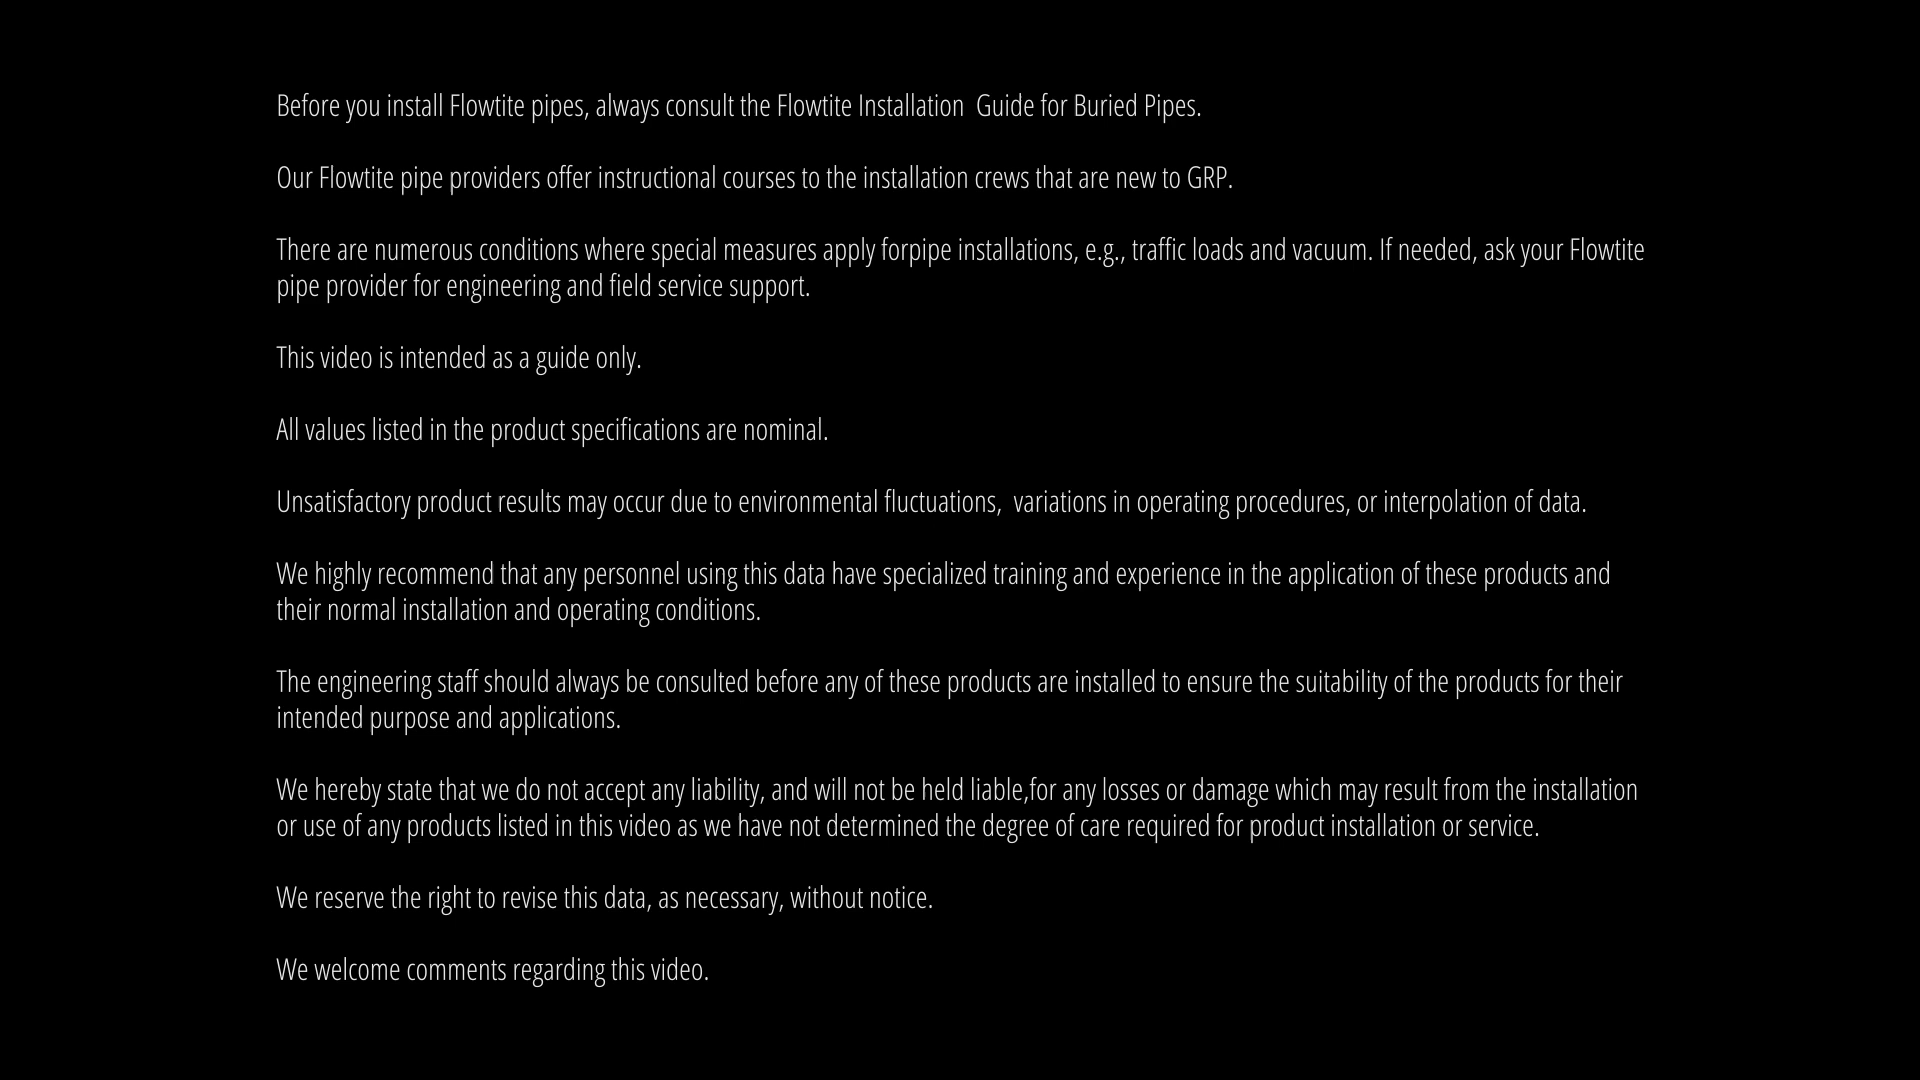 Before you install Flowtite pipes, always consult the Flowtite Installation  Guide for Buried Pipes.
Our Flowtite pipe providers offer instructional courses to the installation crews that are new to GRP.
There are numerous conditions where special measures apply forpipe installations, e.g., traffic loads and vacuum. If needed, ask your Flowtite
pipe provider for engineering and field service support.
This video is intended as a guide only.
All values listed in the product specifications are nominal.
Unsatisfactory product results may occur due to environmental fluctuations,  variations in operating procedures, or interpolation of data.
We highly recommend that any personnel using this data have specialized training and experience in the application of these products and
their normal installation and operating conditions.
The engineering staff should always be consulted before any of these products are installed to ensure the suitability of the products for their
intended purpose and applications.
We hereby state that we do not accept any liability, and will not be held liable,for any losses or damage which may result from the installation
or use of any products listed in this video as we have not determined the degree of care required for product installation or service.
We reserve the right to revise this data, as necessary, without notice.
We welcome comments regarding this video.